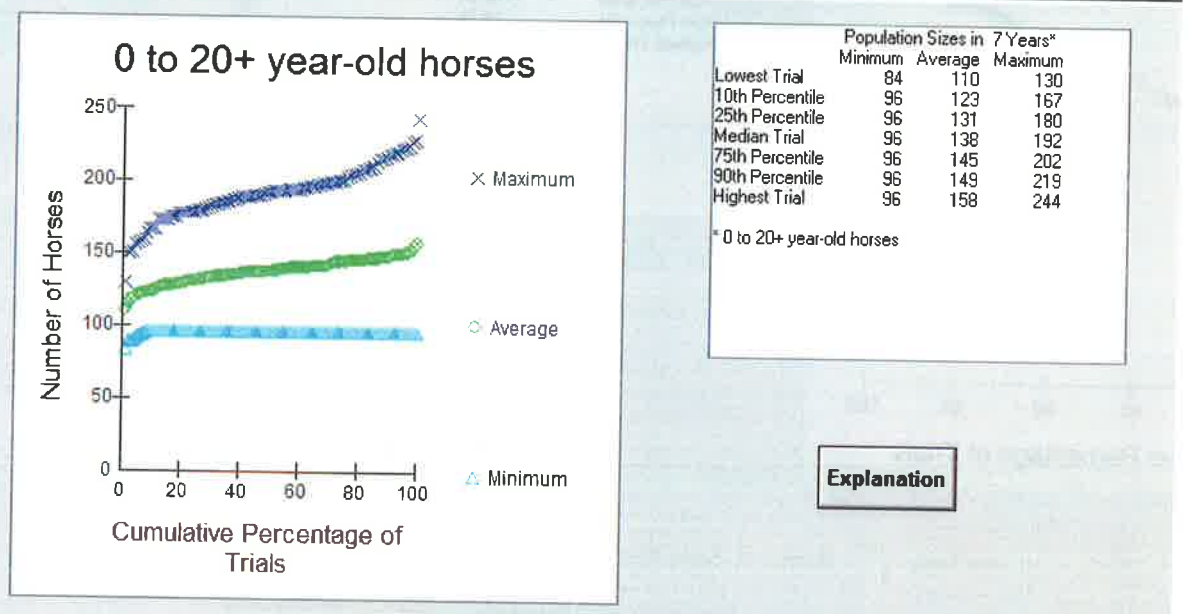 0 to 20+ year-old horses
250
200
150
100
50
0
Number of Horses
0 20 40 60 80 100
Cumulative Percentage of
Trials
Maximum
Average
Minimum
Population Sizes in 7 Years*
Minimum Average Maximum
Lowest Trial 84 110 130
10th Percentile 96 123 167
25th Percentile 96 131 180
Median Trial 96 138 192
75th Percentile 96 145 202
90th Percentile 96 149 219
Highest Trial 96 158 244
* 0 to 20+ year-old horses
Explanation